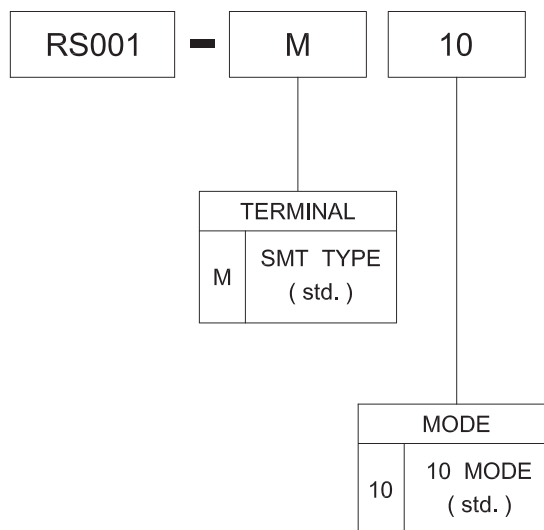 RS001 - M 10
TERMINAL
M SMT TYPE
( std. )
MODE
10 10 MODE
( std. )